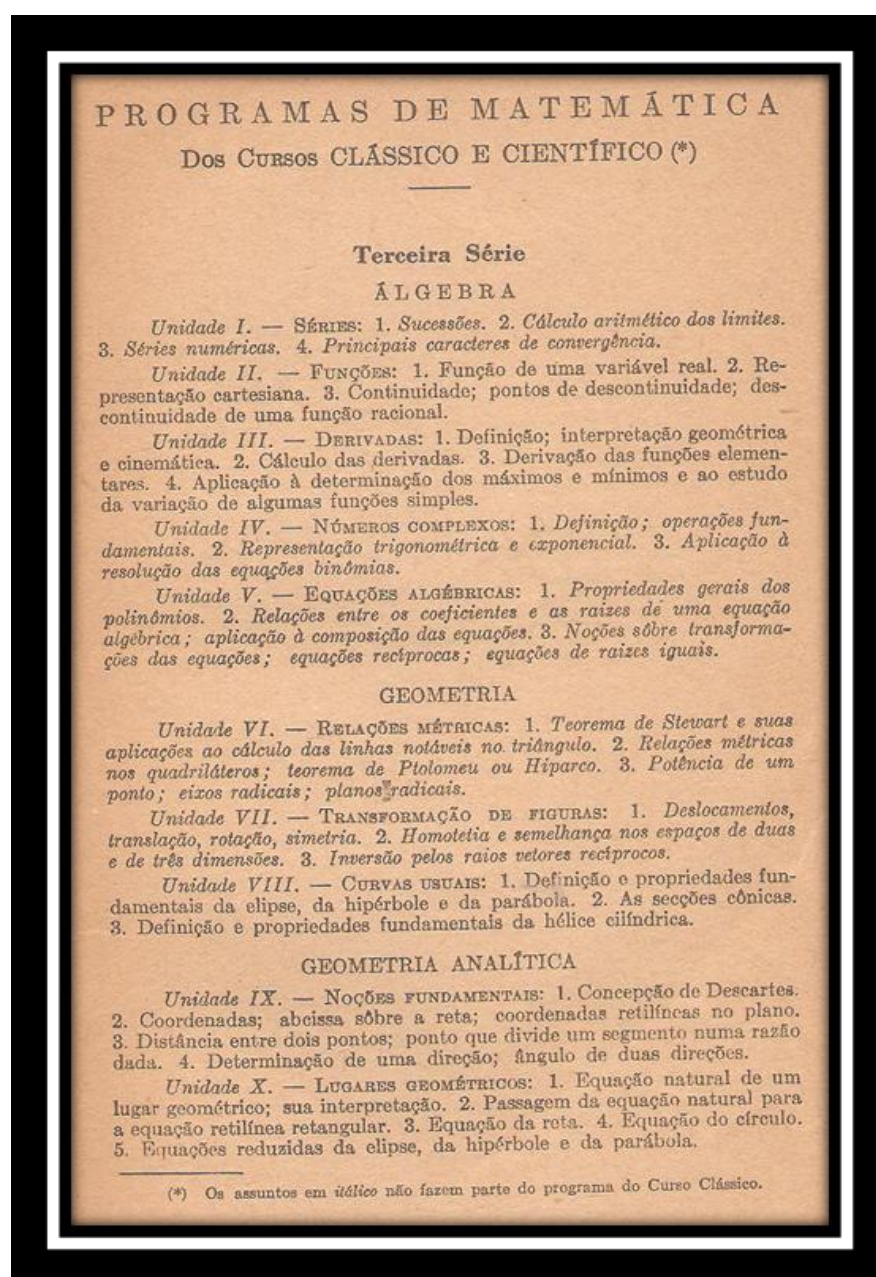 PROGRAMAS DE MATEMÁTICA
Dos Cursos CLÁSSICO E CIENTÍFICO (*)
Terceira Série
ÁLGEBRA
Unidade I. — Séries: 1. Sucessões. 2. Cálculo aritmético dos limites.
3. Séries numéricas. 4. Principais caracteres de convergência.
Unidade II. — Funções: 1. Função de uma variável real. 2. Re-
presentação cartesiana. 3. Continuidade; pontos de descontinuidade; des-
continuidade de uma função racional.
Unidade III. — Derivadas: 1. Definição; interpretação geométrica
e cinemática. 2. Cálculo das derivadas. 3. Derivação das funções elemen-
tares. 4. Aplicação à determinação dos máximos e mínimos e ao estudo
da variação de algumas funções simples.
Unidade IV. — Números complexos: 1. Definição; operações fun-
damentais. 2. Representação trigonométrica e exponencial. 3. Aplicação à
resolução das equações binômias.
Unidade V. — Equações algébricas: 1. Propriedades gerais dos
polinômios. 2. Relações entre os coeficientes e as raizes de uma equação
algébrica; aplicação à composição das equações. 3. Noções sôbre transforma-
ções das equações; equações recíprocas; equações de raizes iguais.
GEOMETRIA
Unidade VI. — Relações métricas: 1. Teorema de Stewart e suas
aplicações ao cálculo das linhas notáveis no triângulo. 2. Relações métricas
nos quadriláteros; teorema de Ptolomeu ou Hiparco. 3. Potência de um
ponto; eixos radicais; planos radicais.
Unidade VII. — Transformação de figuras: 1. Deslocamentos,
translação, rotação, simetria. 2. Homotetia e semelhança nos espaços de duas
e de três dimensões. 3. Inversão pelos raios vetores recíprocos.
Unidade VIII. — Curvas usuais: 1. Definição e propriedades fun-
damentais da elipse, da hipérbole e da parábola. 2. As secções cônicas.
3. Definição e propriedades fundamentais da hélice cilíndrica.
GEOMETRIA ANALÍTICA
Unidade IX. — Noções fundamentais: 1. Concepção de Descartes.
2. Coordenadas; abcissa sôbre a reta; coordenadas retilíneas no plano.
3. Distância entre dois pontos; ponto que divide um segmento numa razão
dada. 4. Determinação de uma direção; ângulo de duas direções.
Unidade X. — Lugares geométricos: 1. Equação natural de um
lugar geométrico; sua interpretação. 2. Passagem da equação natural para
a equação retilínea retangular. 3. Equação da reta. 4. Equação do círculo.
5. Equações reduzidas da elipse, da hipérbole e da parábola.
(*) Os assuntos em itálico não fazem parte do programa do Curso Clássico.